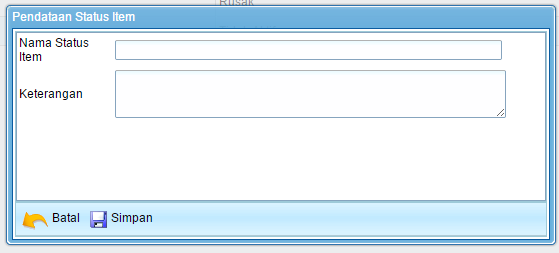 Rusak
Pendataan Status Item
Nama Status
Item
Keterangan
Batal
Simpan